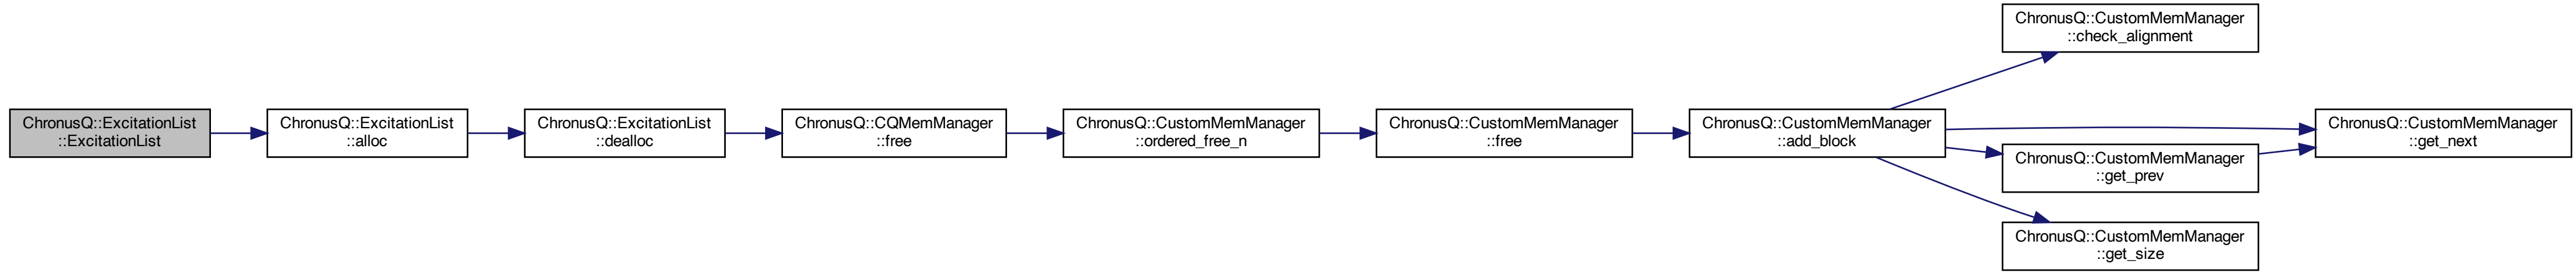 ChronusQ::ExcitationList
::ExcitationList
ChronusQ::ExcitationList
::alloc
ChronusQ::ExcitationList
::dealloc
ChronusQ::CQMemManager
::free
ChronusQ::CustomMemManager
::ordered_free_n
ChronusQ::CustomMemManager
::free
ChronusQ::CustomMemManager
::add_block
ChronusQ::CustomMemManager
::check_alignment
ChronusQ::CustomMemManager
::get_next
ChronusQ::CustomMemManager
::get_prev
ChronusQ::CustomMemManager
::get_size